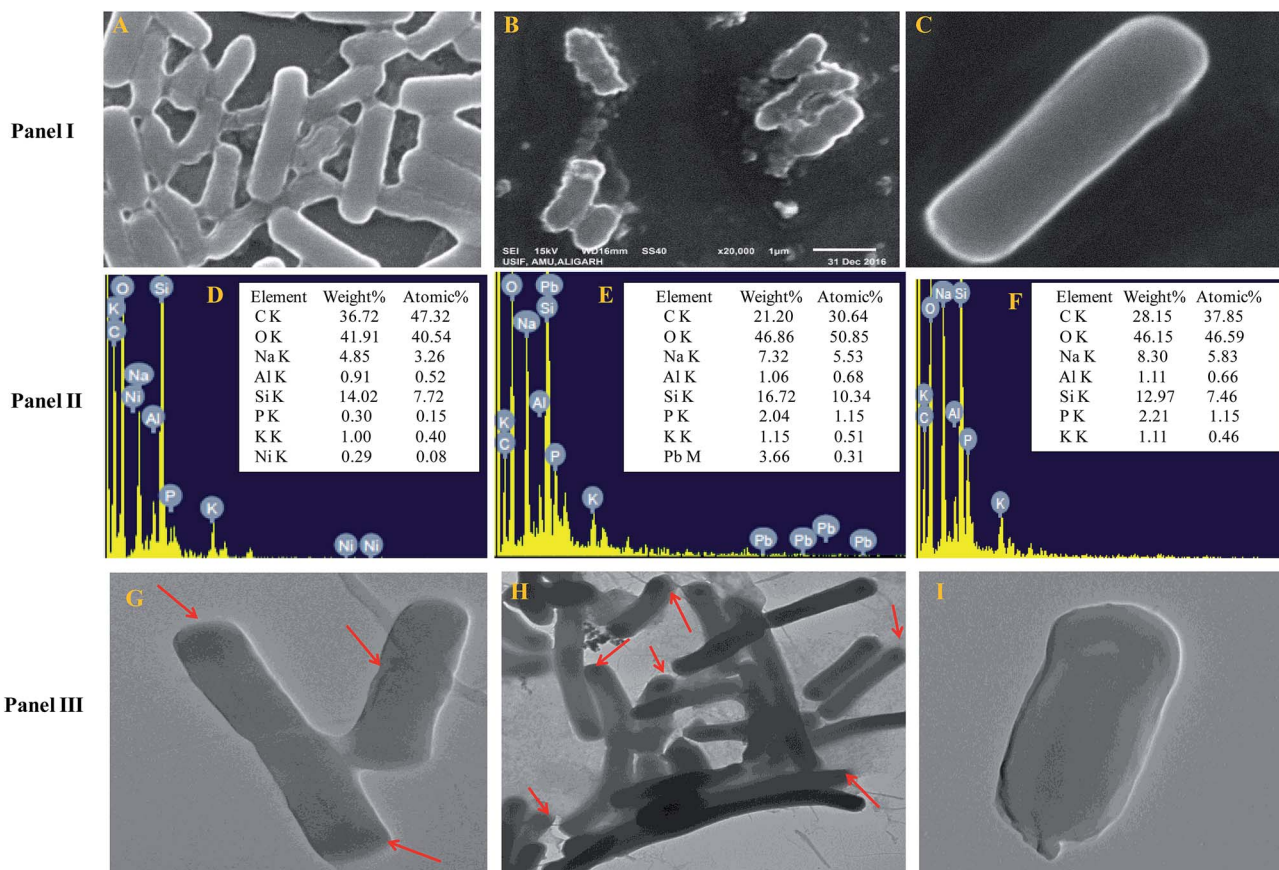 Panel I
A
B
C
SEI 15kV WD16mm SS40 x20,000 1µm
USIF, AMU,ALIGARH 31 Dec 2016
Panel II
D
Element Weight% Atomic%
C K 36.72 47.32
O K 41.91 40.54
Na K 4.85 3.26
Al K 0.91 0.52
Si K 14.02 7.72
P K 0.30 0.15
K K 1.00 0.40
Ni K 0.29 0.08
O
Si
K
C
Na
Ni
Al
P
K
Ni Ni
E
Element Weight% Atomic%
C K 21.20 30.64
O K 46.86 50.85
Na K 7.32 5.53
Al K 1.06 0.68
Si K 16.72 10.34
P K 2.04 1.15
K K 1.15 0.51
Pb M 3.66 0.31
O
Pb
Si
Na
Al
K
C
P
K
Pb Pb Pb Pb
F
Element Weight% Atomic%
C K 28.15 37.85
O K 46.15 46.59
Na K 8.30 5.83
Al K 1.11 0.66
Si K 12.97 7.46
P K 2.21 1.15
K K 1.11 0.46
Na Si
O
K
C
Al
P
K
Panel III
G
H
I